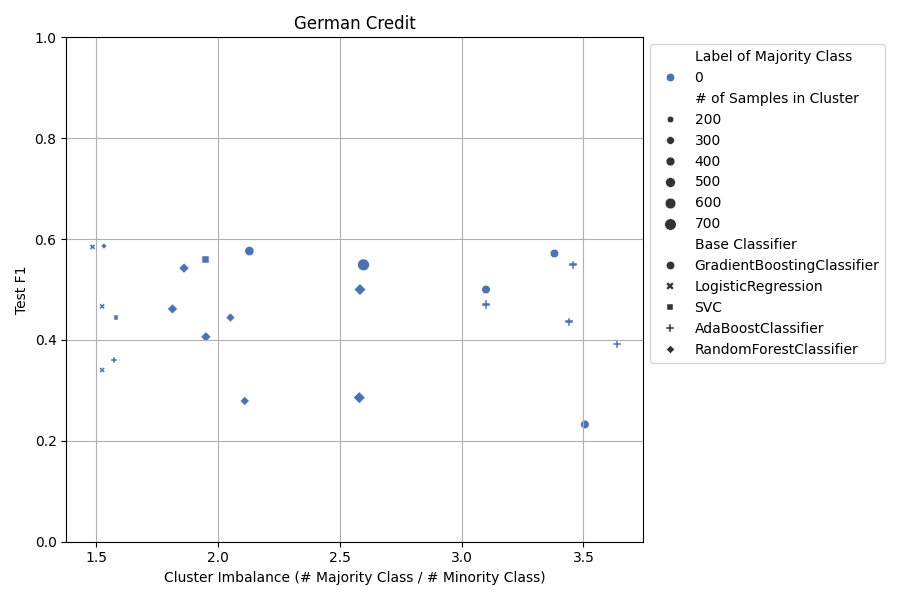 German Credit
1.0
0.8
0.6
0.4
0.2
0.0
Test F1
1.5
2.0
2.5
3.0
3.5
Cluster Imbalance (# Majority Class / # Minority Class)
Label of Majority Class
0
# of Samples in Cluster
200
300
400
500
600
700
Base Classifier
GradientBoostingClassifier
LogisticRegression
SVC
AdaBoostClassifier
RandomForestClassifier